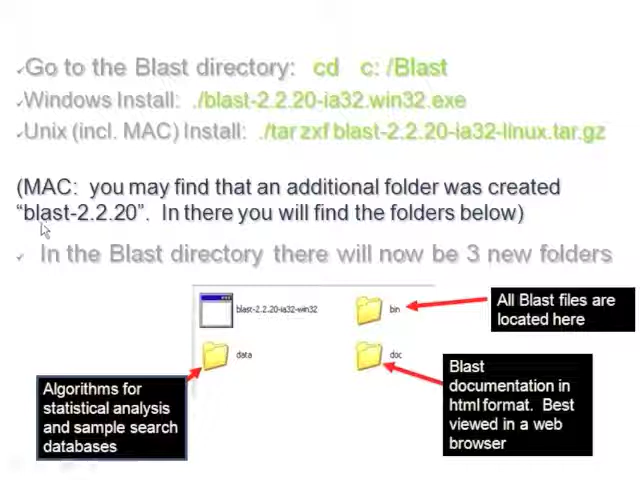 Go to the Blast directory: cd c: /Blast
Windows Install: ./blast-2.2.20-ia32.win32.exe
Unix (incl. MAC) Install: ./tar zxf blast-2.2.20-ia32-linux.tar.gz
(MAC: you may find that an additional folder was created
“blast-2.2.20”. In there you will find the folders below)
In the Blast directory there will now be 3 new folders
blast-2.2.20-ia32-win32
bin
All Blast files are
located here
data
doc
Blast
documentation in
html format. Best
viewed in a web
browser
Algorithms for
statistical analysis
and sample search
databases